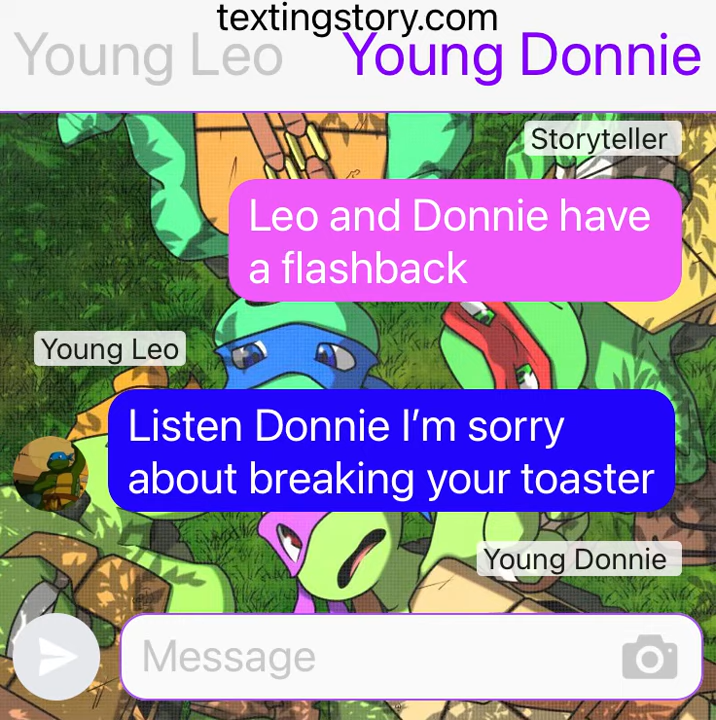 textingstory.com
Young Leo Young Donnie
Storyteller
Leo and Donnie have
a flashback
Young Leo
Listen Donnie I’m sorry
about breaking your toaster
Young Donnie
Message